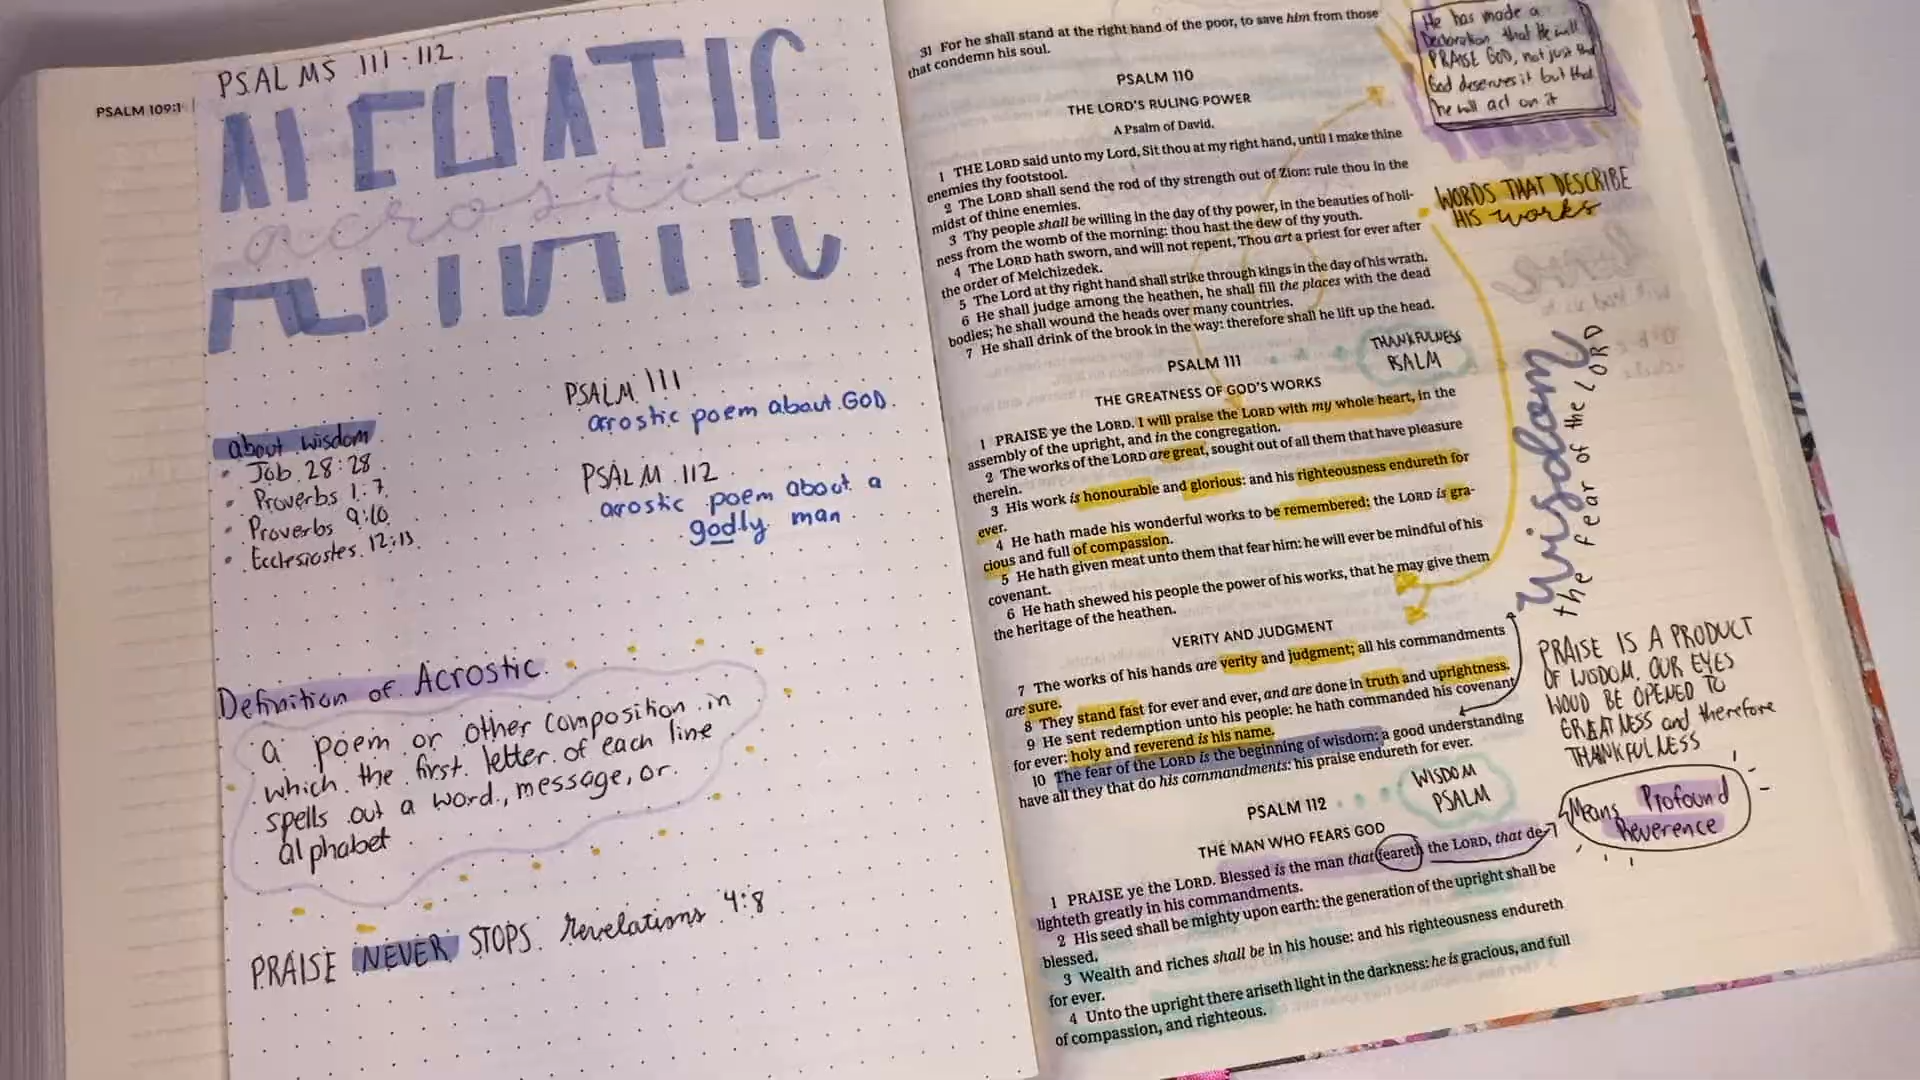 PSALM 109:1
PSALMS 111-112
acrostic
about wisdom
• Job 28:28
• Proverbs 1:7
• Proverbs 9:10
• Ecclesiastes 12:13
PSALM 111
acrostic poem about GOD
PSALM 112
acrostic poem about a
godly man
Definition of Acrostic
a poem or other composition in
which the first letter of each line
spells out a word, message, or
alphabet
PRAISE NEVER STOPS. Revelations 4:8
31 For he shall stand at the right hand of the poor, to save him from those
that condemn his soul.
PSALM 110
THE LORD'S RULING POWER
A Psalm of David.
1 THE LORD said unto my Lord, Sit thou at my right hand, until I make thine
enemies thy footstool.
2 The LORD shall send the rod of thy strength out of Zion: rule thou in the
midst of thine enemies.
3 Thy people shall be willing in the day of thy power, in the beauties of holi-
ness from the womb of the morning: thou hast the dew of thy youth.
4 The LORD hath sworn, and will not repent, Thou art a priest for ever after
the order of Melchizedek.
5 The Lord at thy right hand shall strike through kings in the day of his wrath.
6 He shall judge among the heathen, he shall fill the places with the dead
bodies; he shall wound the heads over many countries.
7 He shall drink of the brook in the way: therefore shall he lift up the head.
PSALM 111
THE GREATNESS OF GOD'S WORKS
1 PRAISE ye the LORD. I will praise the LORD with my whole heart, in the
assembly of the upright, and in the congregation.
2 The works of the LORD are great, sought out of all them that have pleasure
therein.
3 His work is honourable and glorious: and his righteousness endureth for
ever.
4 He hath made his wonderful works to be remembered: the LORD is gra-
cious and full of compassion.
5 He hath given meat unto them that fear him: he will ever be mindful of his
covenant.
6 He hath shewed his people the power of his works, that he may give them
the heritage of the heathen.
VERITY AND JUDGMENT
7 The works of his hands are verity and judgment; all his commandments
are sure.
8 They stand fast for ever and ever, and are done in truth and uprightness.
9 He sent redemption unto his people: he hath commanded his covenant
for ever: holy and reverend is his name.
10 The fear of the LORD is the beginning of wisdom: a good understanding
have all they that do his commandments: his praise endureth for ever.
PSALM 112
THE MAN WHO FEARS GOD
1 PRAISE ye the LORD. Blessed is the man that feareth the LORD, that de-
lighteth greatly in his commandments.
2 His seed shall be mighty upon earth: the generation of the upright shall be
blessed.
3 Wealth and riches shall be in his house: and his righteousness endureth
for ever.
4 Unto the upright there ariseth light in the darkness: he is gracious, and full
of compassion, and righteous.
He has made a
Declaration that He will
PRAISE GOD, not just that
God deserves it but that
he will act on it
WORDS THAT DESCRIBE
HIS works
THANKFULNESS
PSALM
wisdom
the fear of the LORD
PRAISE IS A PRODUCT
OF WISDOM. OUR EYES
WOUD BE OPENED TO
GREATNESS and therefore
THANKFULNESS
WISDOM
PSALM
Means Profound
Reverence